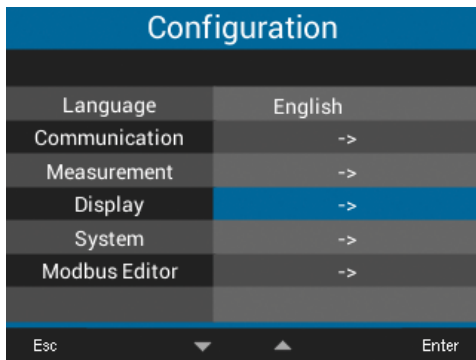 Configuration
Language English
Communication ->
Measurement ->
Display ->
System ->
Modbus Editor ->
Esc Enter